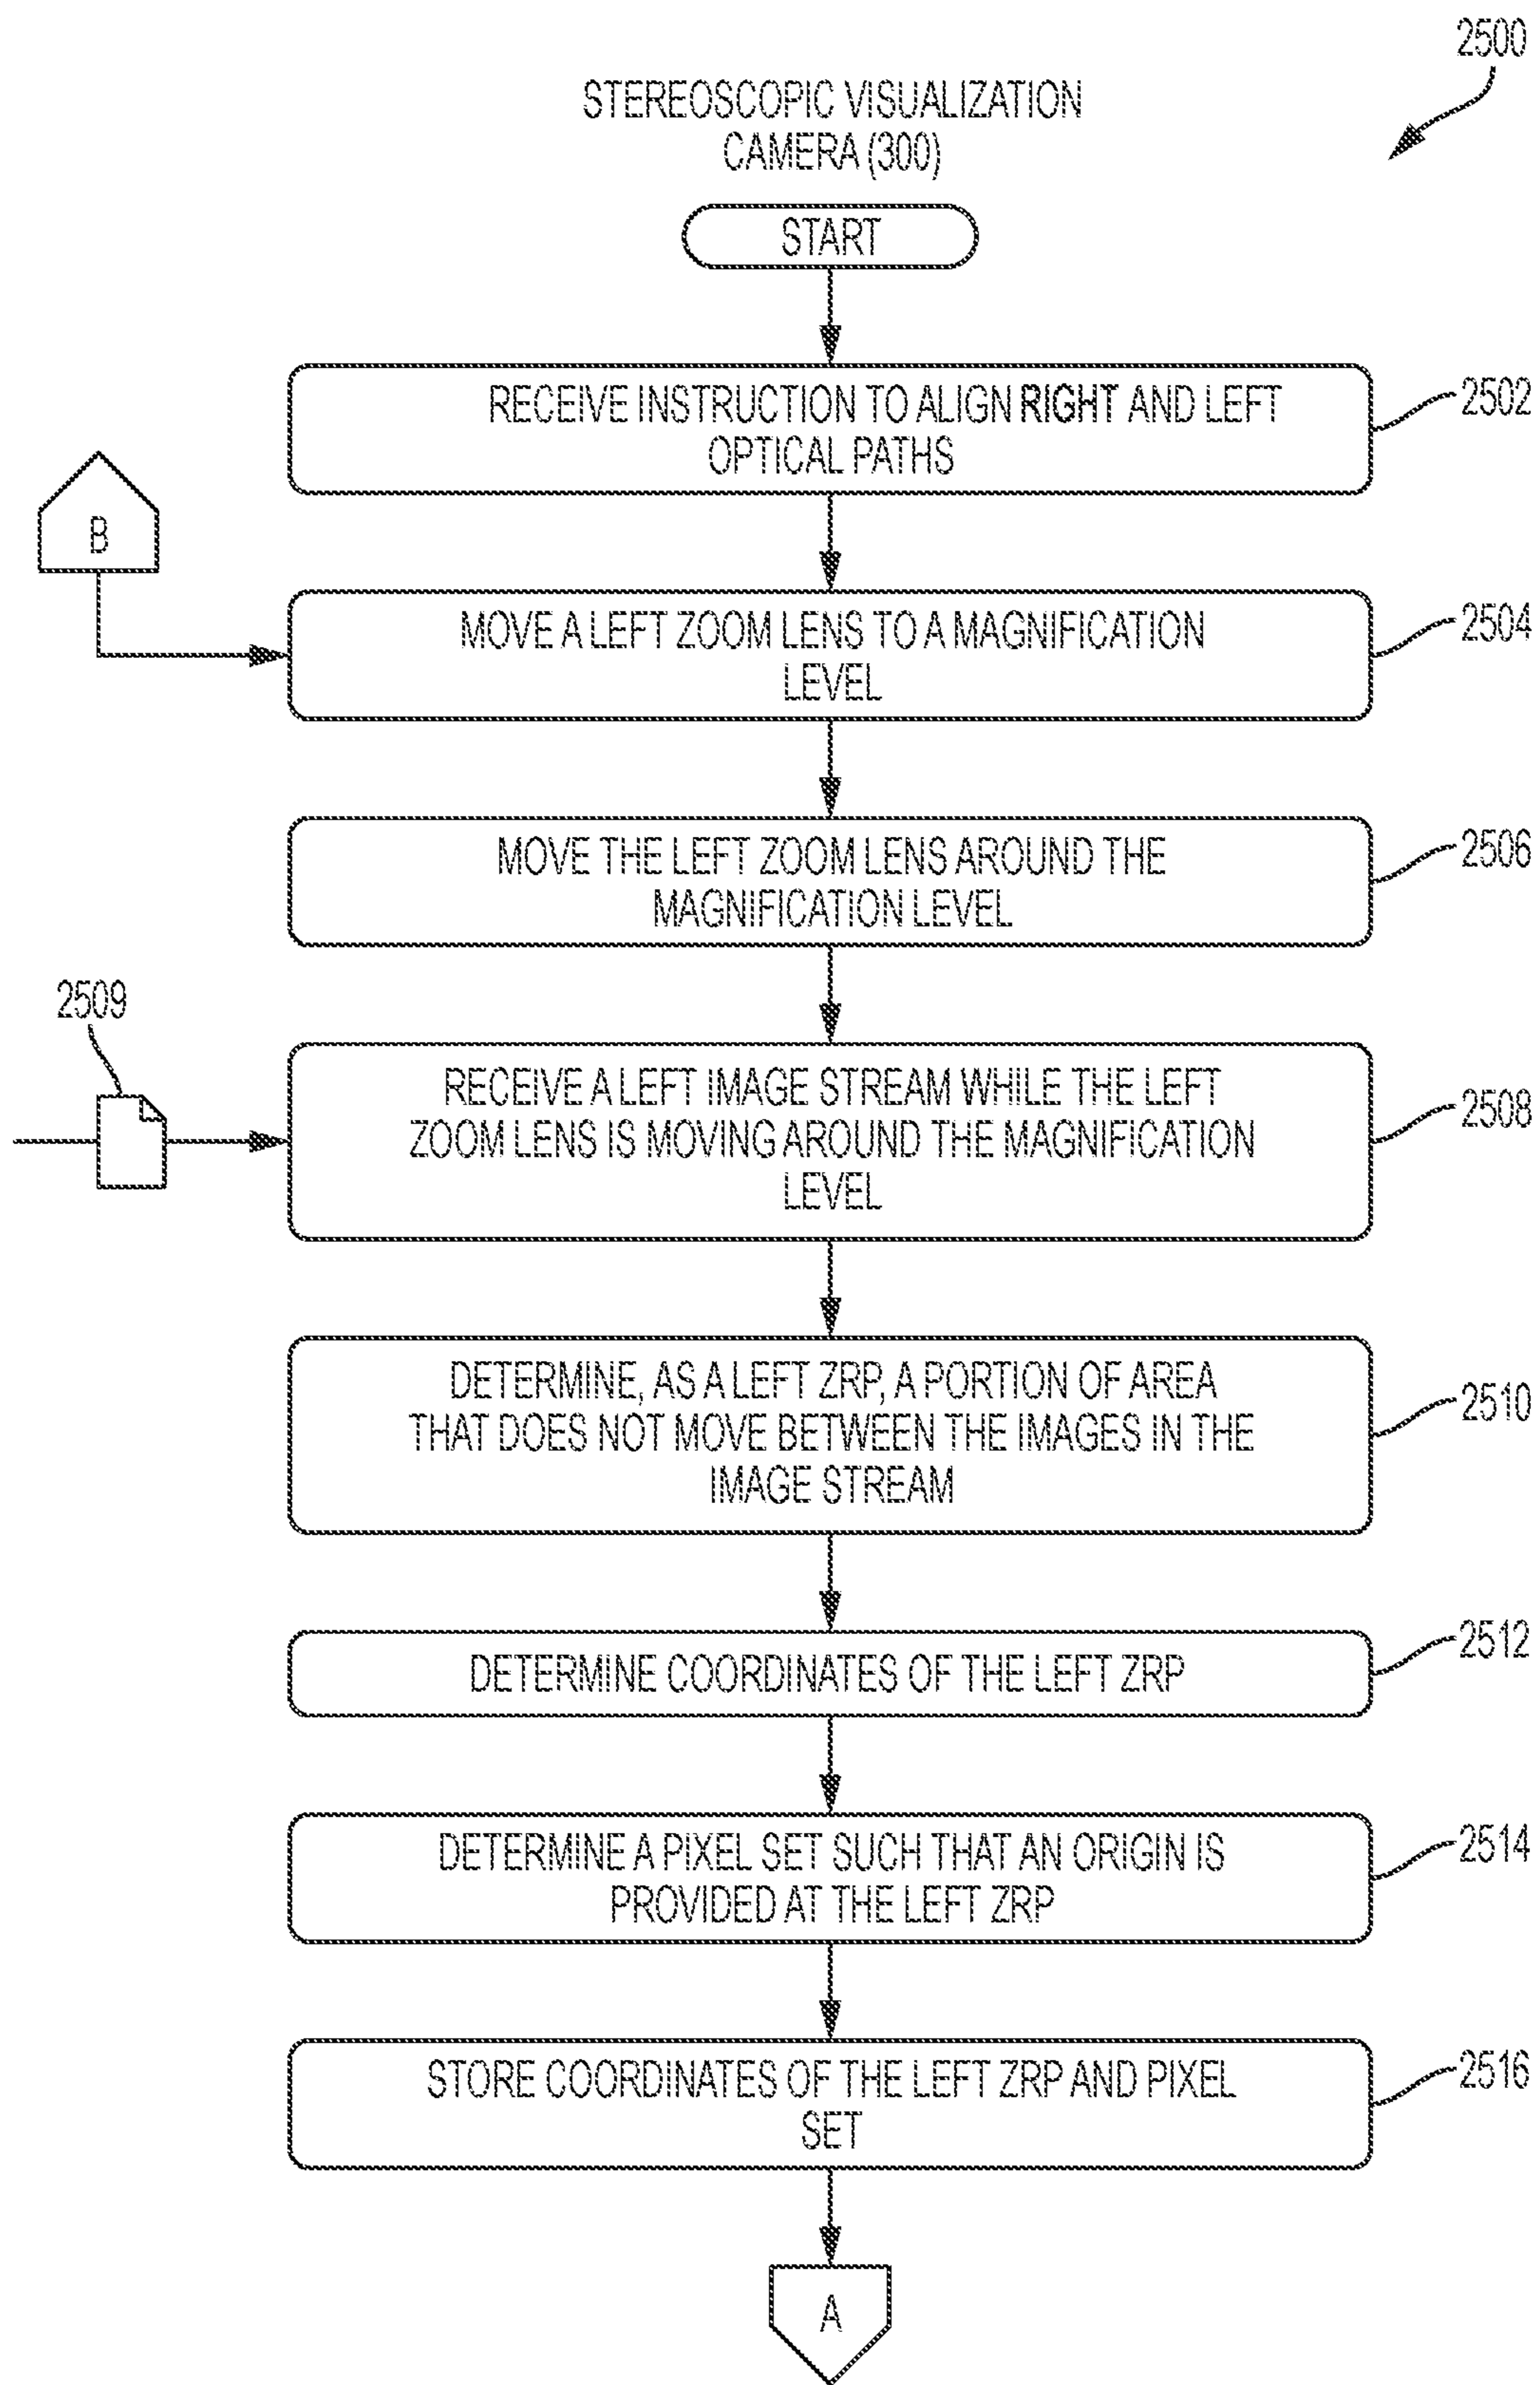 2500
STEREOSCOPIC VISUALIZATION
CAMERA (300)
START
RECEIVE INSTRUCTION TO ALIGN RIGHT AND LEFT
OPTICAL PATHS
2502
B
MOVE A LEFT ZOOM LENS TO A MAGNIFICATION
LEVEL
2504
MOVE THE LEFT ZOOM LENS AROUND THE
MAGNIFICATION LEVEL
2506
2509
RECEIVE A LEFT IMAGE STREAM WHILE THE LEFT
ZOOM LENS IS MOVING AROUND THE MAGNIFICATION
LEVEL
2508
DETERMINE, AS A LEFT ZRP, A PORTION OF AREA
THAT DOES NOT MOVE BETWEEN THE IMAGES IN THE
IMAGE STREAM
2510
DETERMINE COORDINATES OF THE LEFT ZRP
2512
DETERMINE A PIXEL SET SUCH THAT AN ORIGIN IS
PROVIDED AT THE LEFT ZRP
2514
STORE COORDINATES OF THE LEFT ZRP AND PIXEL
SET
2516
A